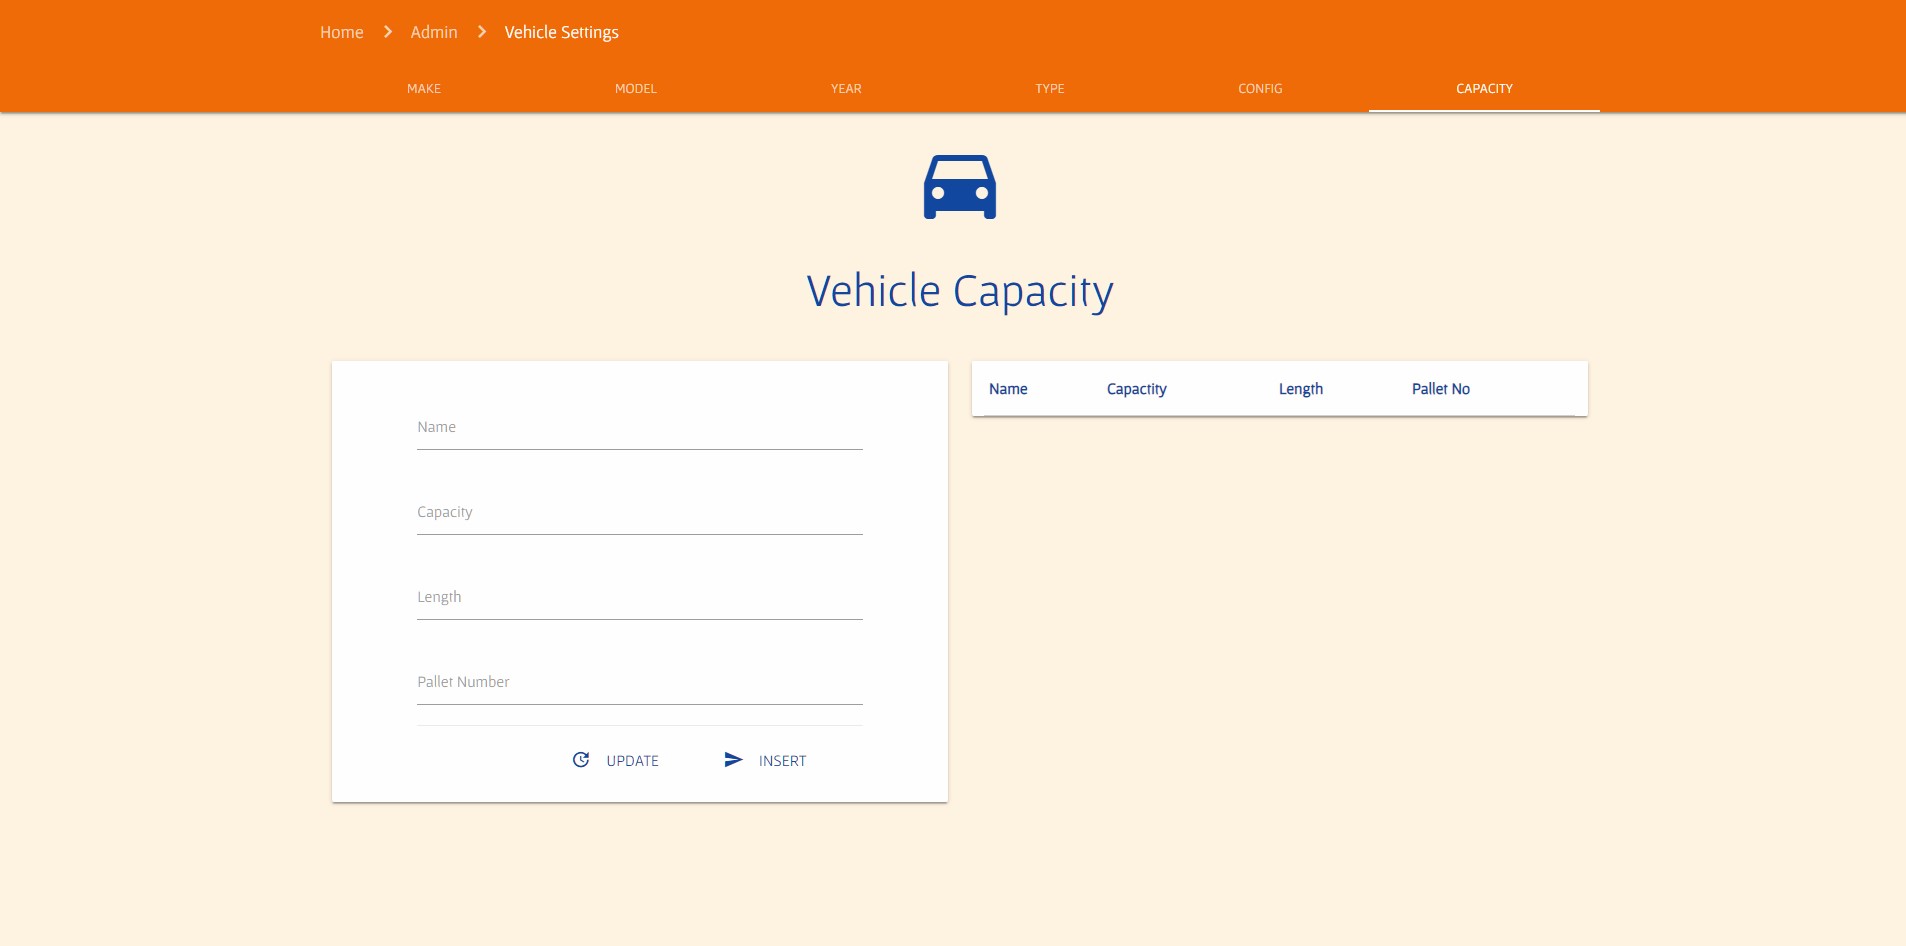 Home Admin Vehicle Settings
MAKE MODEL YEAR TYPE CONFIG CAPACITY
Vehicle Capacity
Name
Capacity
Length
Pallet Number
UPDATE INSERT
Name Capactity Length Pallet No